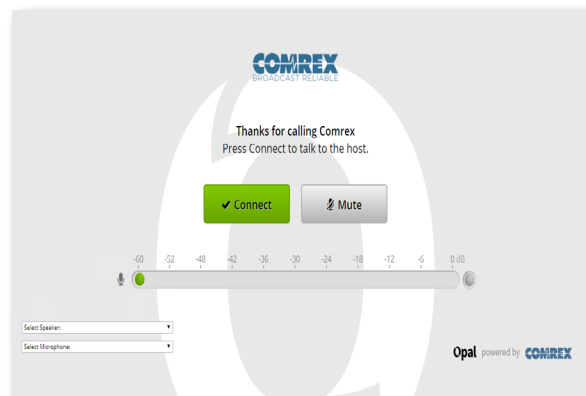 COMREX
BROADCAST RELIABLE
Thanks for calling Comrex
Press Connect to talk to the host.
Connect Mute
-60 -52 -48 -42 -36 -30 -24 -18 -12 -6 0 dB
Select Speaker:
Select Microphone:
Opal powered by COMREX